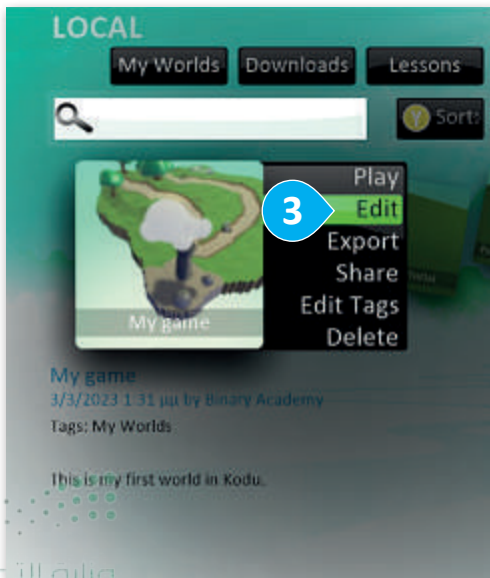 LOCAL
My Worlds Downloads Lessons
Y Sort:
Play
3 Edit
Export
Share
Edit Tags
My game Delete
My game
3/3/2023 1:31 μμ by Binary Academy
Tags: My Worlds
This is my first world in Kodu.